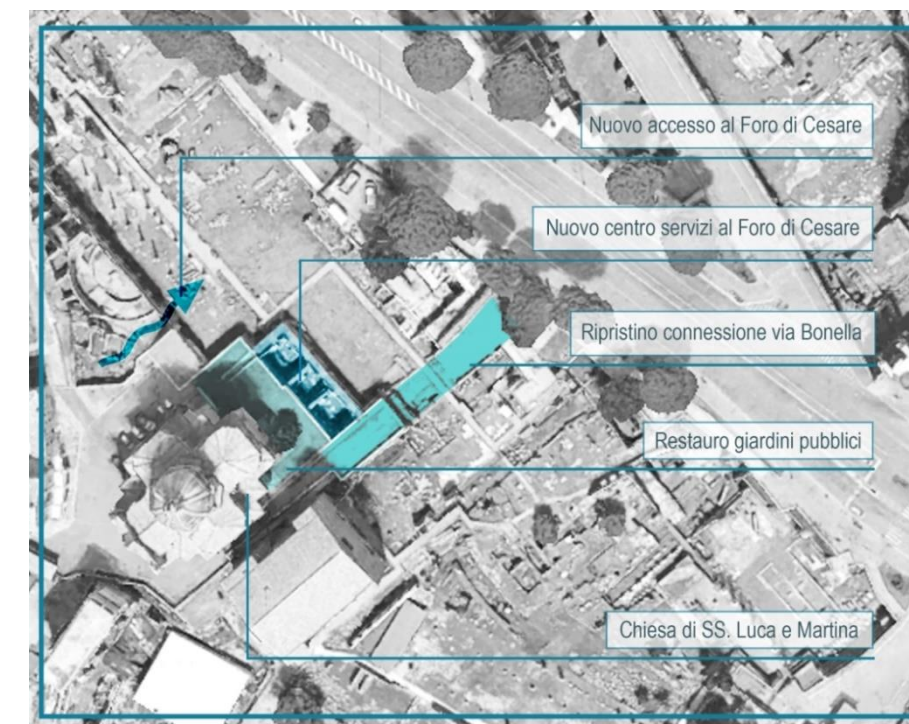 Nuovo accesso al Foro di Cesare
Nuovo centro servizi al Foro di Cesare
Ripristino connessione via Bonella
Restauro giardini pubblici
Chiesa di SS. Luca e Martina